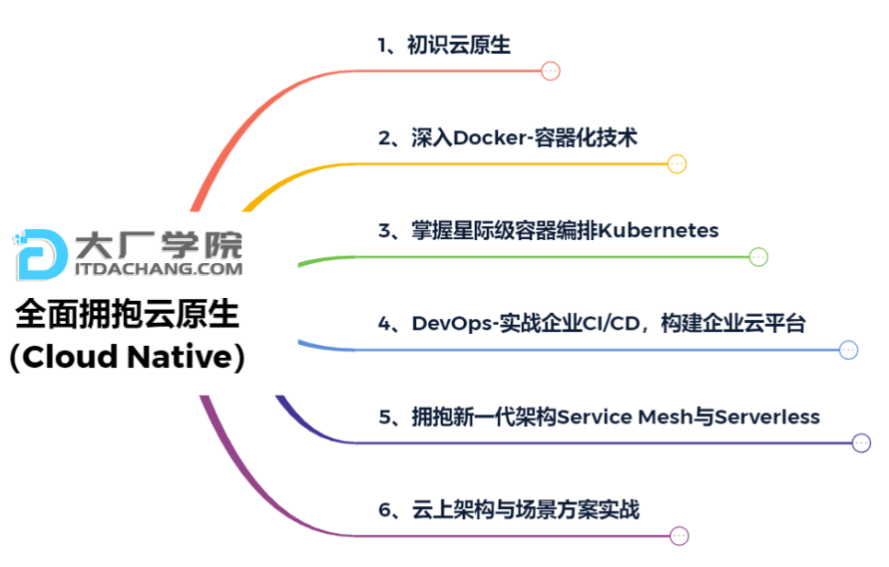 1、初识云原生
2、深入Docker-容器化技术
3、掌握星际级容器编排Kubernetes
大厂学院
ITDACHANG.COM
全面拥抱云原生
（Cloud Native）
4、DevOps-实战企业CI/CD，构建企业云平台
5、拥抱新一代架构Service Mesh与Serverless
6、云上架构与场景方案实战